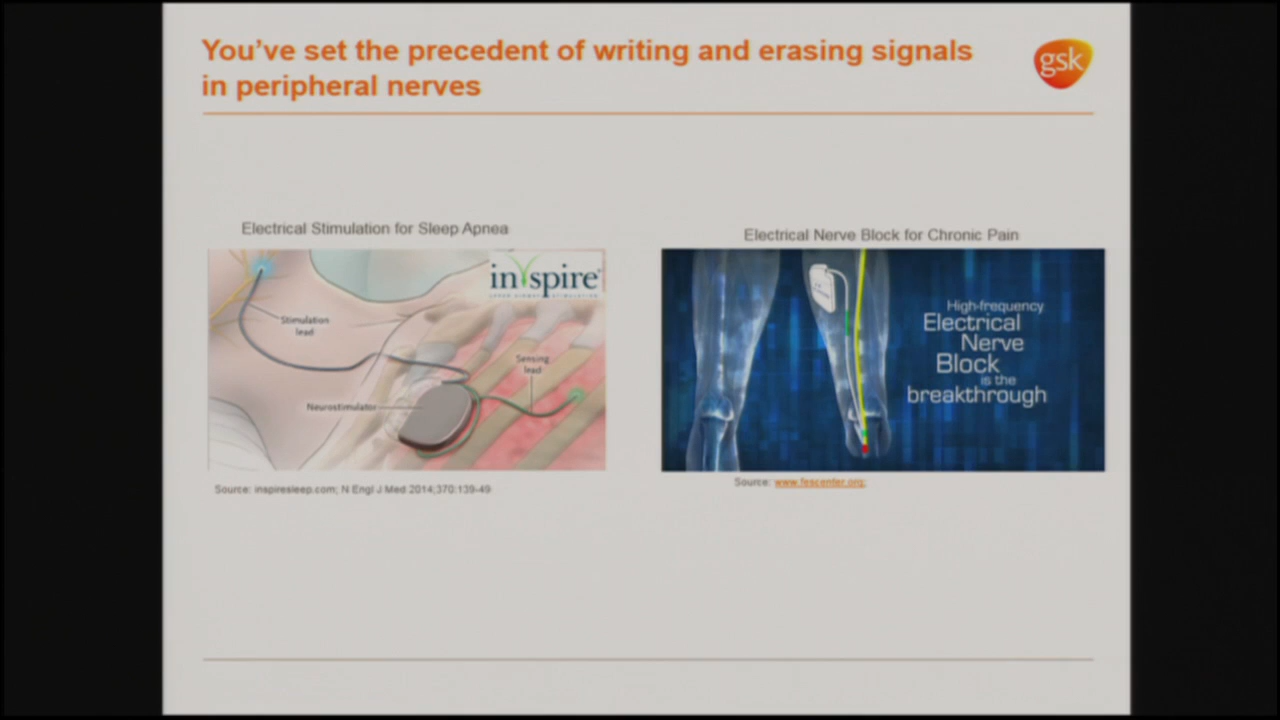 You've set the precedent of writing and erasing signals
in peripheral nerves
gsk
Electrical Stimulation for Sleep Apnea
inspire
Stimulation
lead
Sensing
lead
Neurostimulator
Source: inspiresleep.com; N Engl J Med 2014;370:139-49
Electrical Nerve Block for Chronic Pain
High-frequency
Electrical
Nerve
Block
is the
breakthrough
Source: www.fescenter.org;